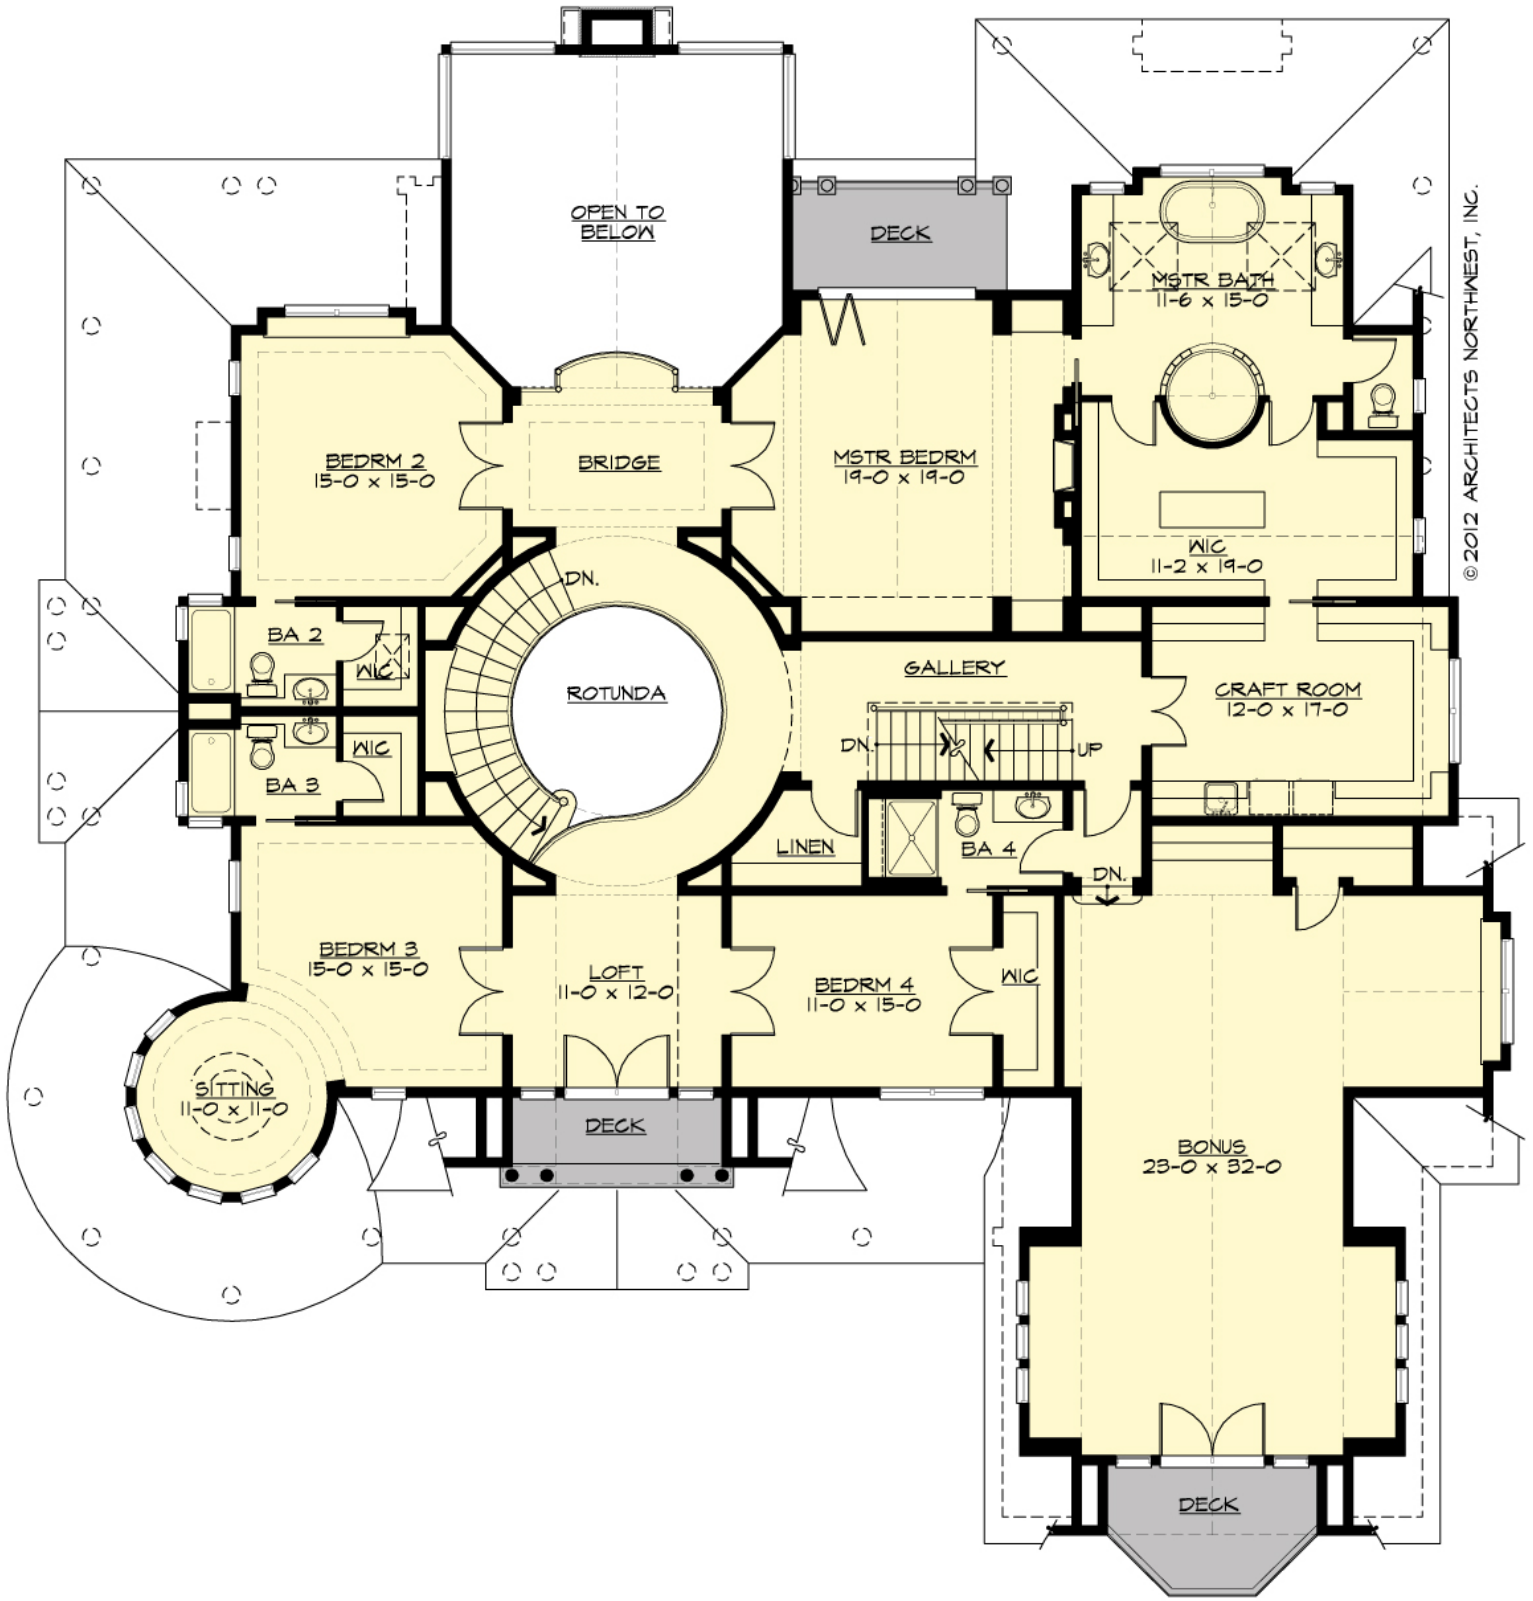 OPEN TO
BELOW
DECK
MSTR BATH
11-6 x 15-0
© 2012 ARCHITECTS NORTHWEST, INC.
BEDRM 2
15-0 x 15-0
BRIDGE
MSTR BEDRM
19-0 x 19-0
WIC
11-2 x 19-0
DN.
BA 2
WIC
ROTUNDA
GALLERY
CRAFT ROOM
12-0 x 17-0
DN.
UP
WIC
BA 3
LINEN
BA 4
DN.
BEDRM 3
15-0 x 15-0
LOFT
11-0 x 12-0
BEDRM 4
11-0 x 15-0
WIC
SITTING
11-0 x 11-0
DECK
BONUS
23-0 x 32-0
DECK